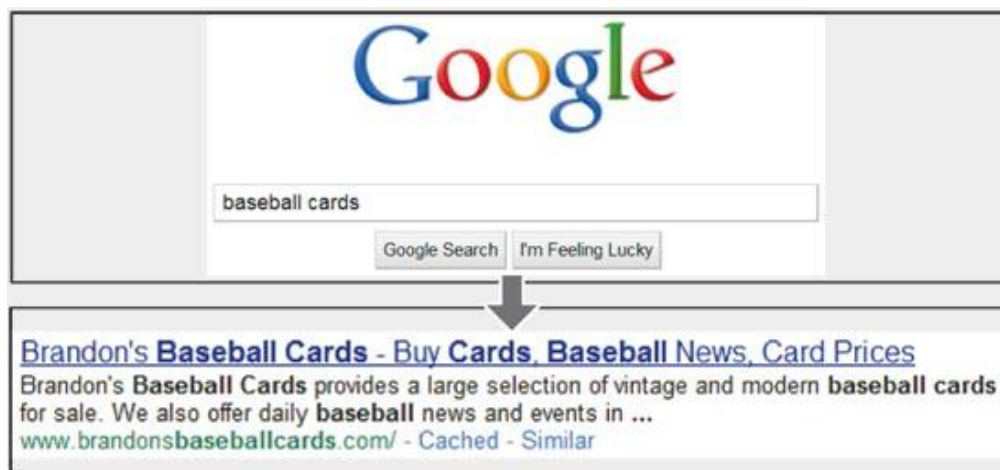 Google
baseball cards
Google Search I'm Feeling Lucky
Brandon's Baseball Cards - Buy Cards, Baseball News, Card Prices
Brandon's Baseball Cards provides a large selection of vintage and modern baseball cards
for sale. We also offer daily baseball news and events in ...
www.brandonsbaseballcards.com/ - Cached - Similar